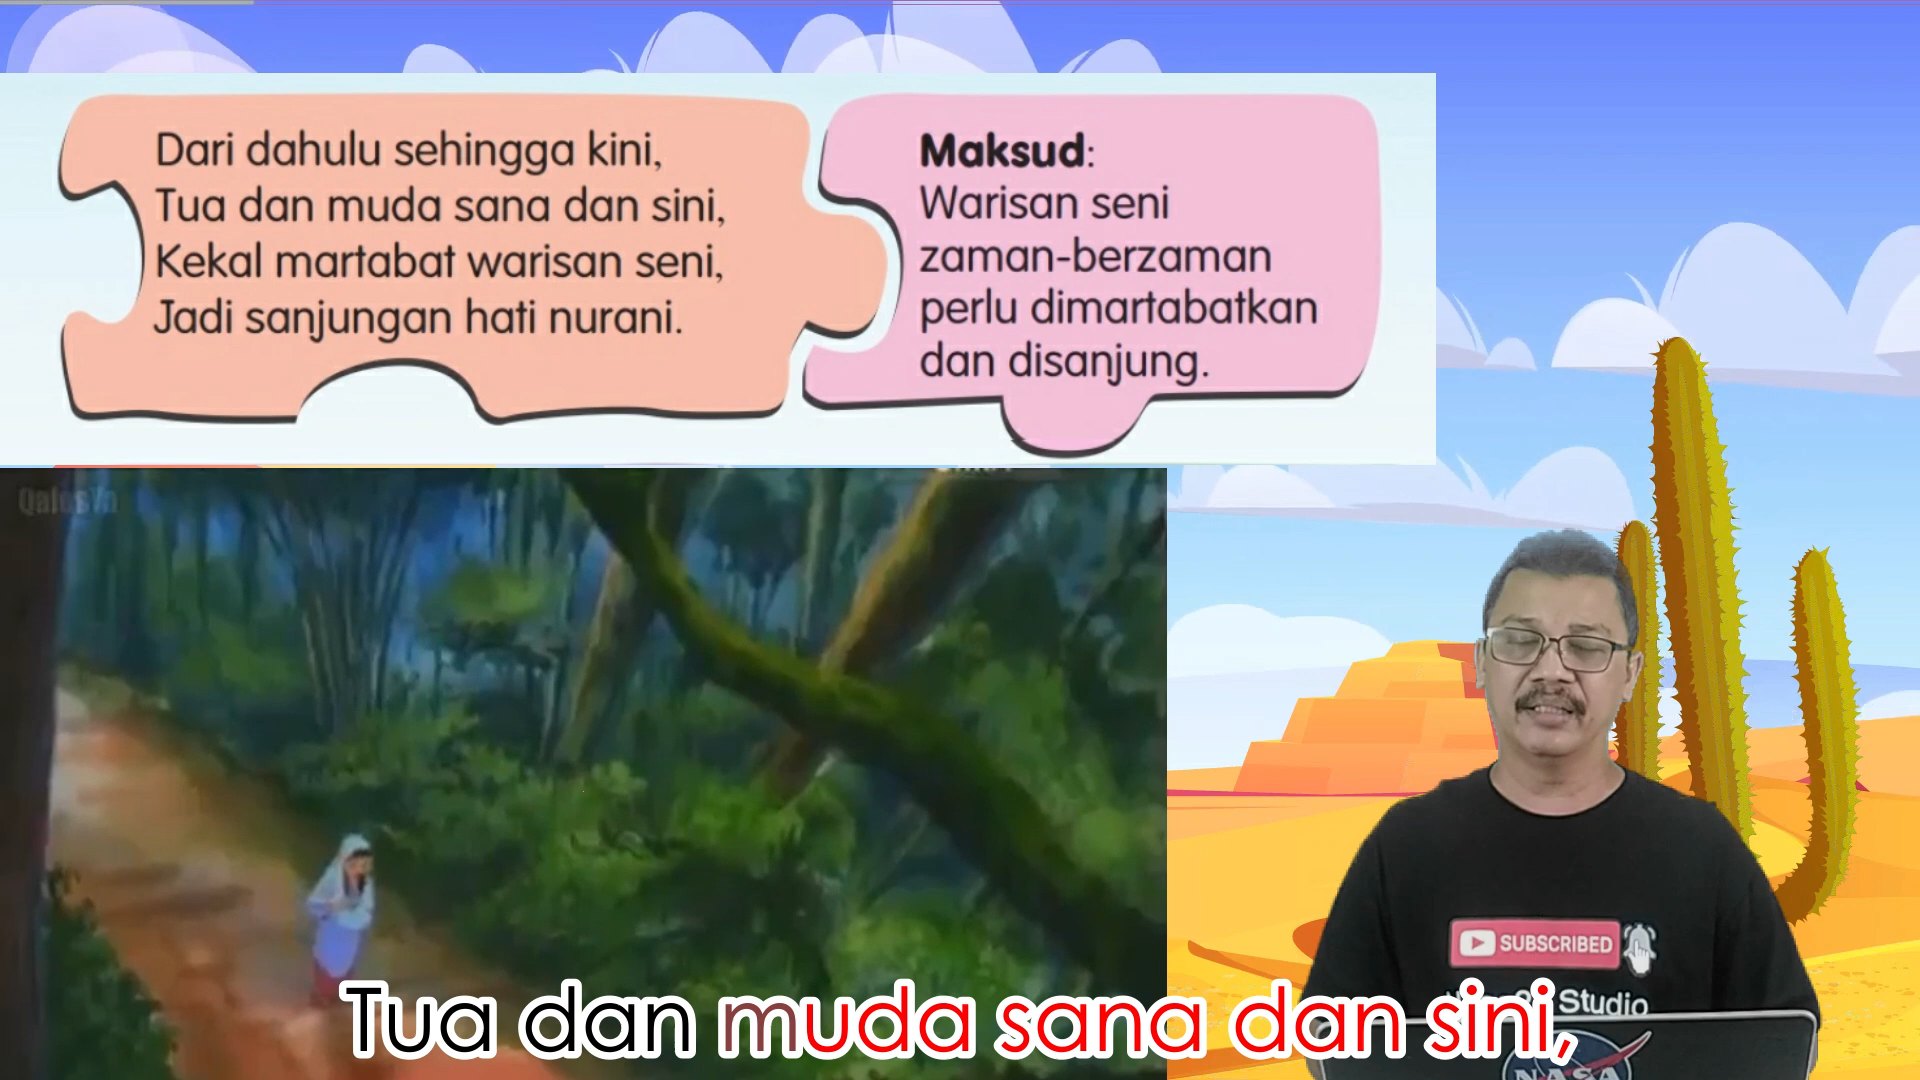 Dari dahulu sehingga kini,
Tua dan muda sana dan sini,
Kekal martabat warisan seni,
Jadi sanjungan hati nurani.
Maksud:
Warisan seni
zaman-berzaman
perlu dimartabatkan
dan disanjung.
SUBSCRIBED
Studio
NASA
Tua dan muda sana dan sini,